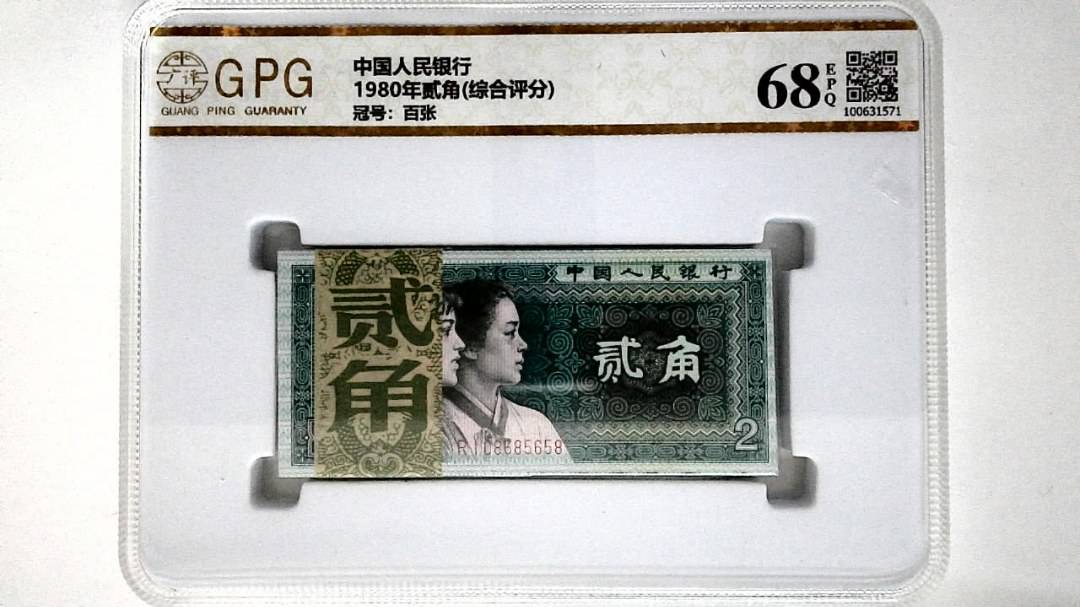 广评
GPG
GUANG PING GUARANTY
中国人民银行
1980年贰角(综合评分)
冠号：百张
68
EPQ
100631571
贰角
中国人民银行
贰角
2